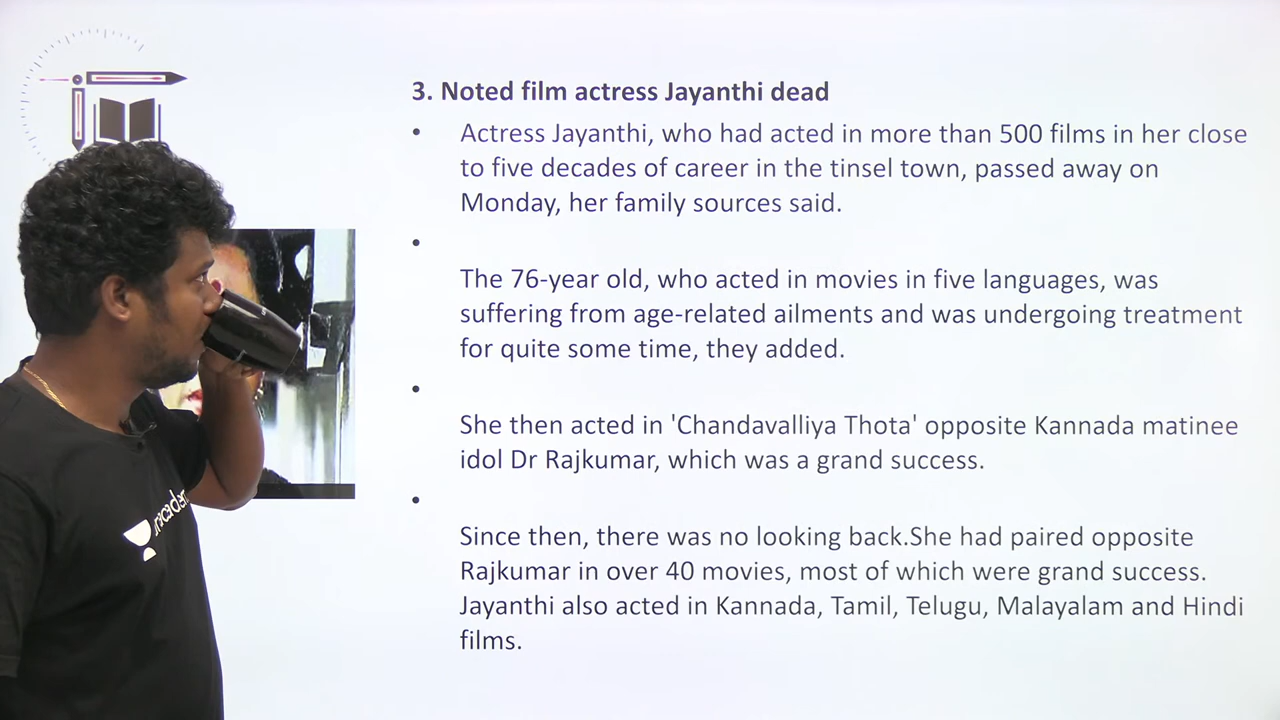 3. Noted film actress Jayanthi dead
• Actress Jayanthi, who had acted in more than 500 films in her close
to five decades of career in the tinsel town, passed away on
Monday, her family sources said.
•
The 76-year old, who acted in movies in five languages, was
suffering from age-related ailments and was undergoing treatment
for quite some time, they added.
•
She then acted in 'Chandavalliya Thota' opposite Kannada matinee
idol Dr Rajkumar, which was a grand success.
•
Since then, there was no looking back.She had paired opposite
Rajkumar in over 40 movies, most of which were grand success.
Jayanthi also acted in Kannada, Tamil, Telugu, Malayalam and Hindi
films.